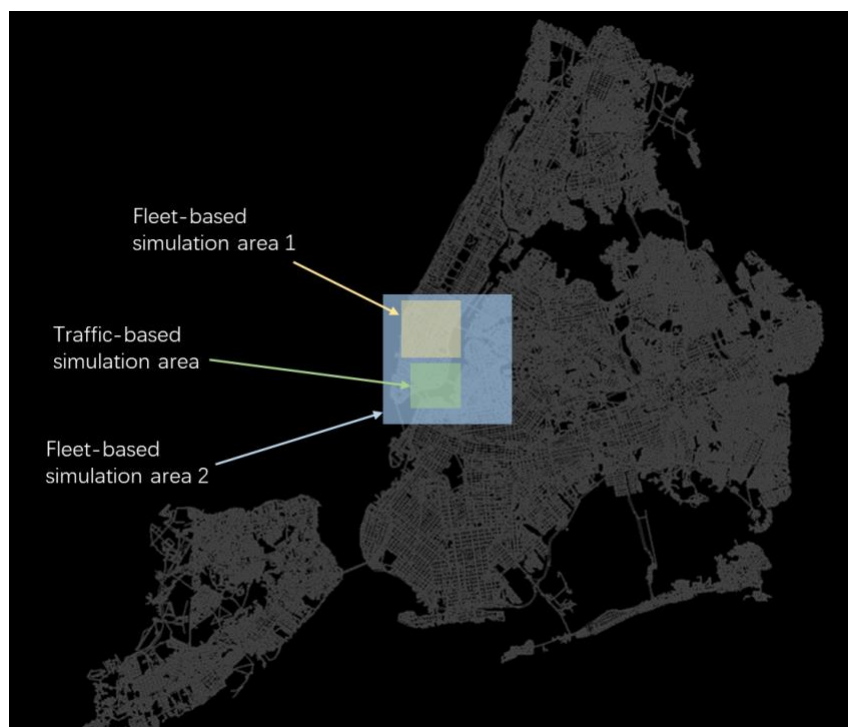 Fleet-based
simulation area 1
Traffic-based
simulation area
Fleet-based
simulation area 2